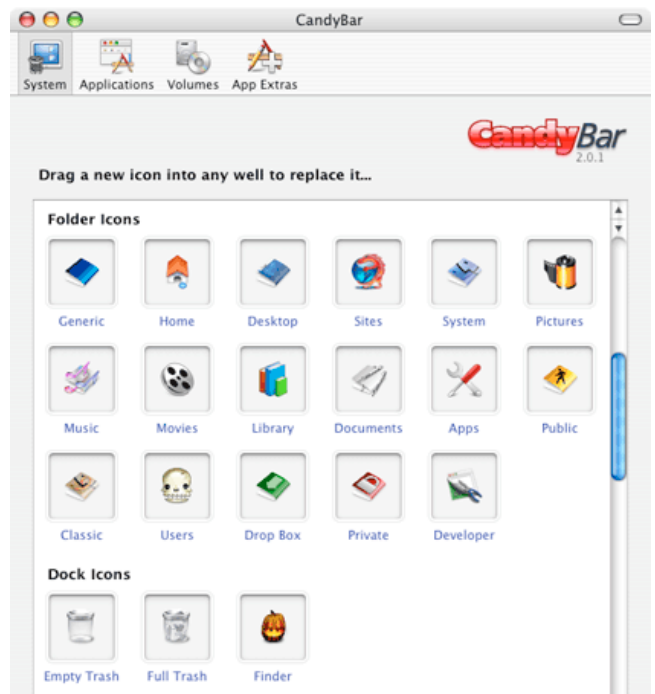 CandyBar
System Applications Volumes App Extras
CandyBar
2.0.1
Drag a new icon into any well to replace it...
Folder Icons
Generic Home Desktop Sites System Pictures
Music Movies Library Documents Apps Public
Classic Users Drop Box Private Developer
Dock Icons
Empty Trash Full Trash Finder